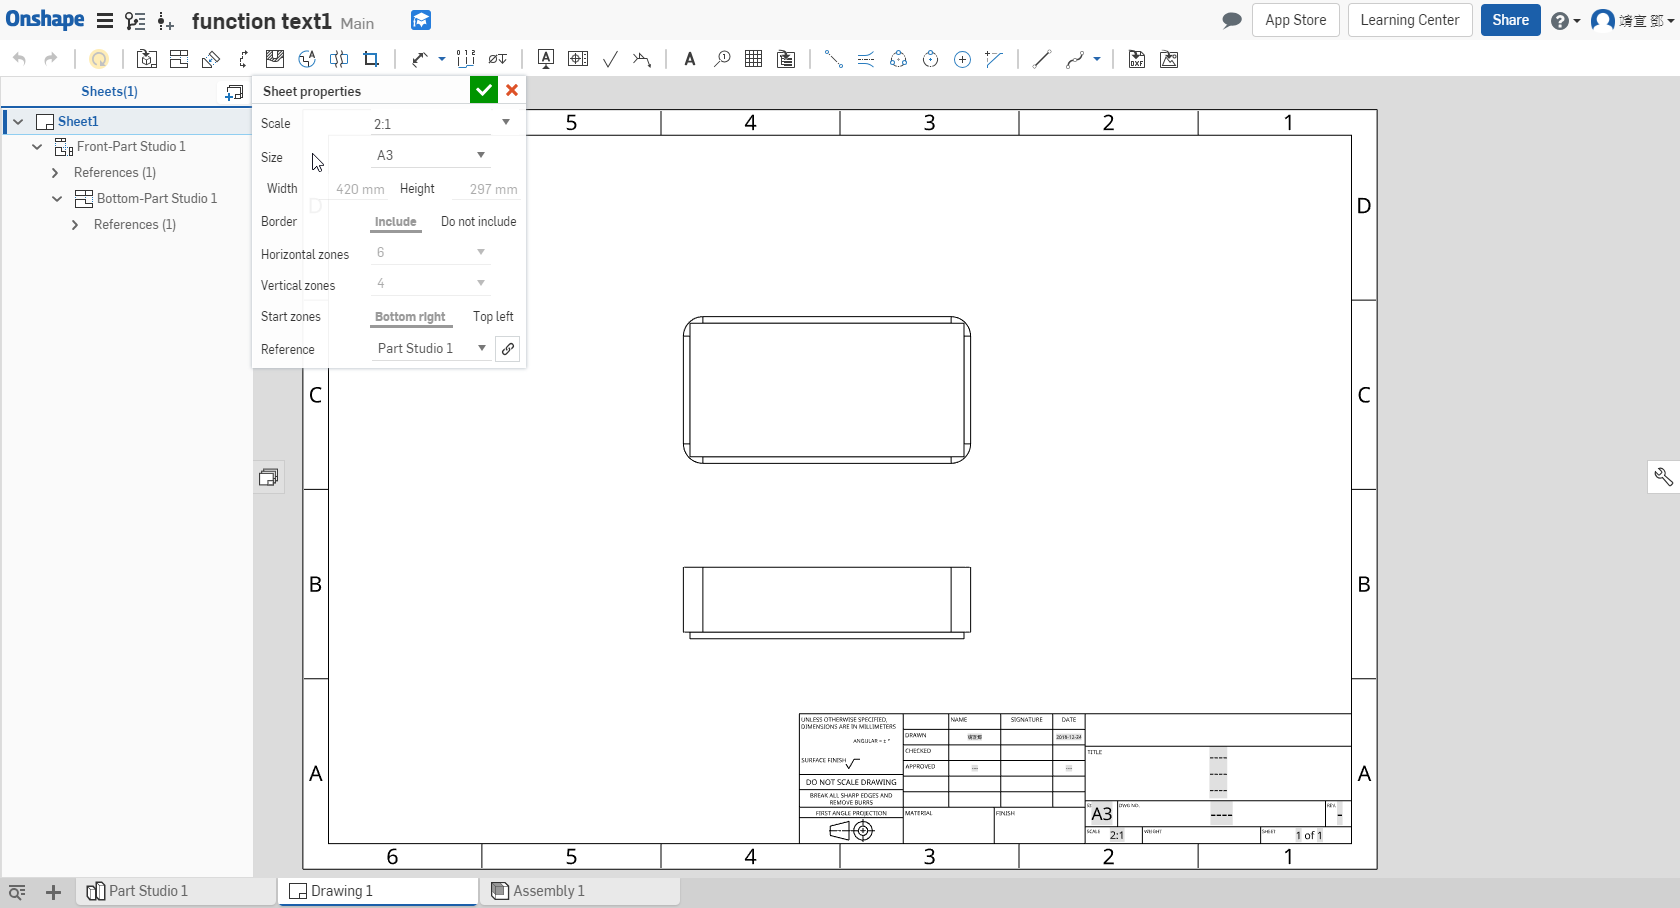 Onshape function text1 Main App Store Learning Center Share 靖宣 鄧
Sheets(1)
Sheet1
Front-Part Studio 1
References (1)
Bottom-Part Studio 1
References (1)
Sheet properties
Scale 2:1
Size A3
Width 420 mm Height 297 mm
Border Include Do not include
Horizontal zones 6
Vertical zones 4
Start zones Bottom right Top left
Reference Part Studio 1
5 4 3 2 1
D D
C C
B B
A A
UNLESS OTHERWISE SPECIFIED,
DIMENSIONS ARE IN MILLIMETERS
ANGULAR = ± °
SURFACE FINISH
DO NOT SCALE DRAWING
BREAK ALL SHARP EDGES AND
REMOVE BURRS
FIRST ANGLE PROJECTION
NAME SIGNATURE DATE
DRAWN 2019-12-24
CHECKED
APPROVED --- ---
MATERIAL FINISH
TITLE
----
----
----
A3 DWG NO. ---- REV. -
SCALE 2:1 WEIGHT SHEET 1 of 1
6 5 4 3 2 1
Part Studio 1 Drawing 1 Assembly 1